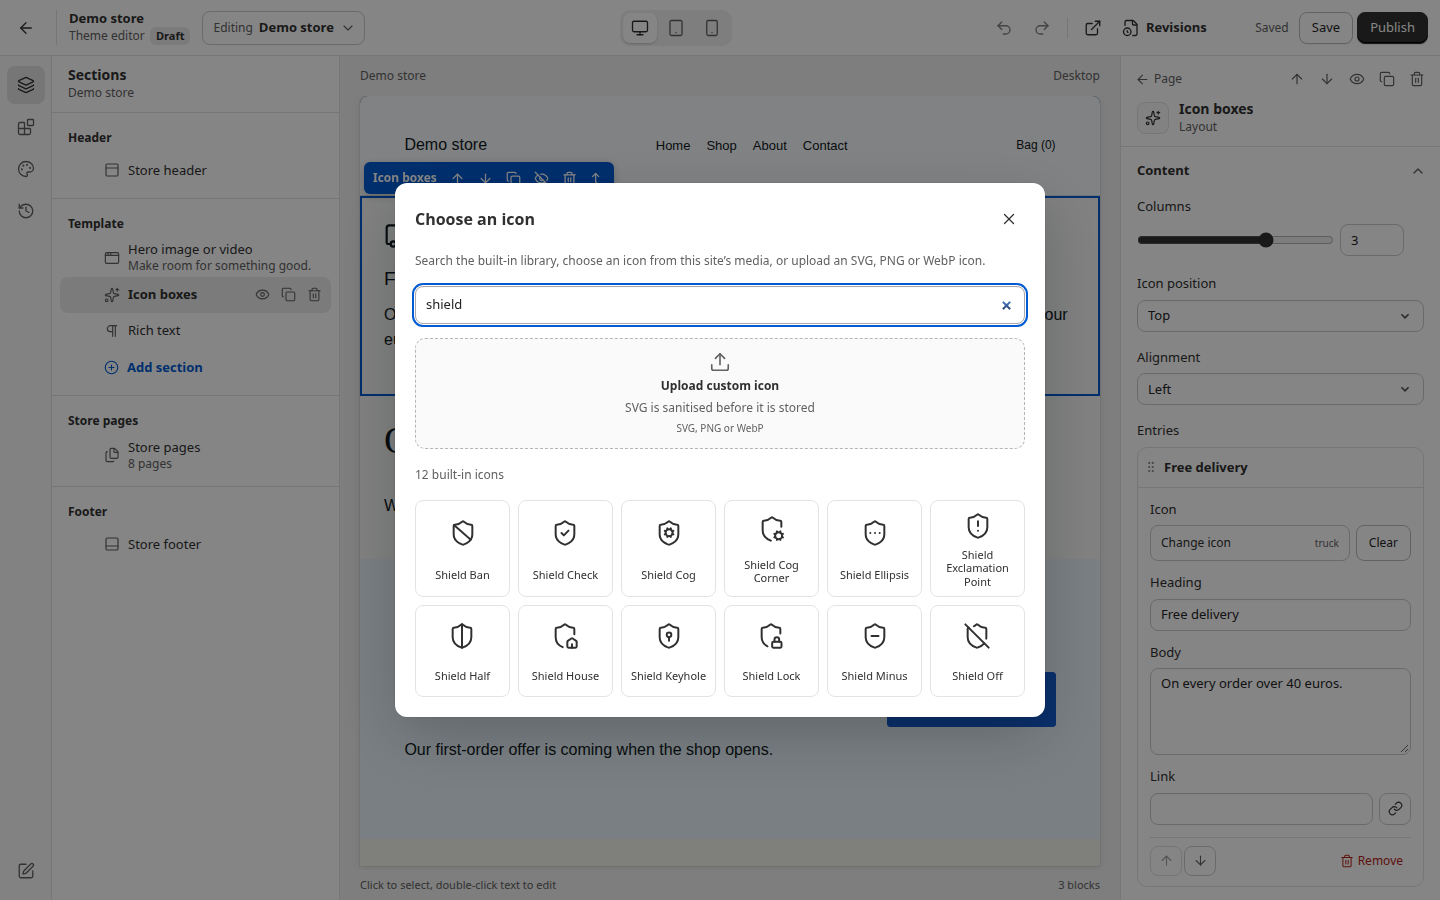 Demo store
Theme editor Draft
Editing Demo store
Revisions
Saved
Save
Publish
Sections
Demo store
Header
Store header
Template
Hero image or video
Make room for something good.
Icon boxes
Rich text
Add section
Store pages
Store pages
8 pages
Footer
Store footer
Demo store
Desktop
Demo store
Home Shop About Contact
Bag (0)
Icon boxes
our
Choose an icon
Search the built-in library, choose an icon from this site's media, or upload an SVG, PNG or WebP icon.
shield
Upload custom icon
SVG is sanitised before it is stored
SVG, PNG or WebP
12 built-in icons
Shield Ban
Shield Check
Shield Cog
Shield Cog
Corner
Shield Ellipsis
Shield
Exclamation
Point
Shield Half
Shield House
Shield Keyhole
Shield Lock
Shield Minus
Shield Off
Our first-order offer is coming when the shop opens.
Click to select, double-click text to edit
3 blocks
Page
Icon boxes
Layout
Content
Columns
3
Icon position
Top
Alignment
Left
Entries
Free delivery
Icon
Change icon truck
Clear
Heading
Free delivery
Body
On every order over 40 euros.
Link
Remove